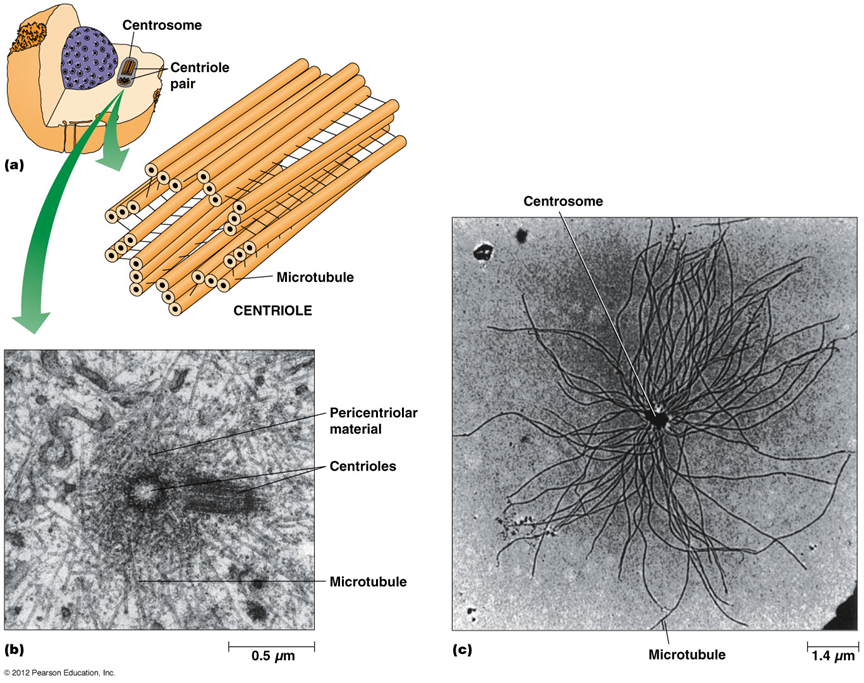 Centrosome
Centriole
pair
(a)
Microtubule
CENTRIOLE
Pericentriolar
material
Centrioles
Microtubule
(b)
0.5 µm
Centrosome
Microtubule
(c)
1.4 µm
© 2012 Pearson Education, Inc.